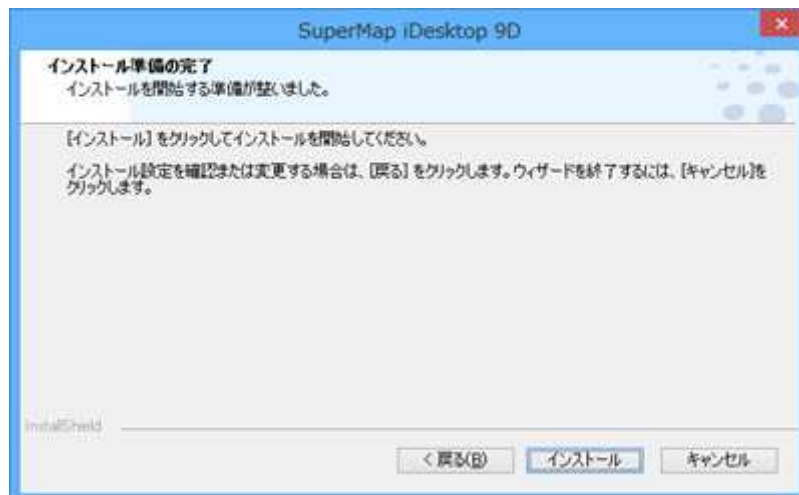 SuperMap iDesktop 9D
インストール準備の完了
インストールを開始する準備が整いました。
[インストール] をクリックしてインストールを開始してください。
インストール設定を確認または変更する場合は、[戻る] をクリックします。ウィザードを終了するには、[キャンセル]を
クリックします。
InstallShield
< 戻る(B)
インストール
キャンセル